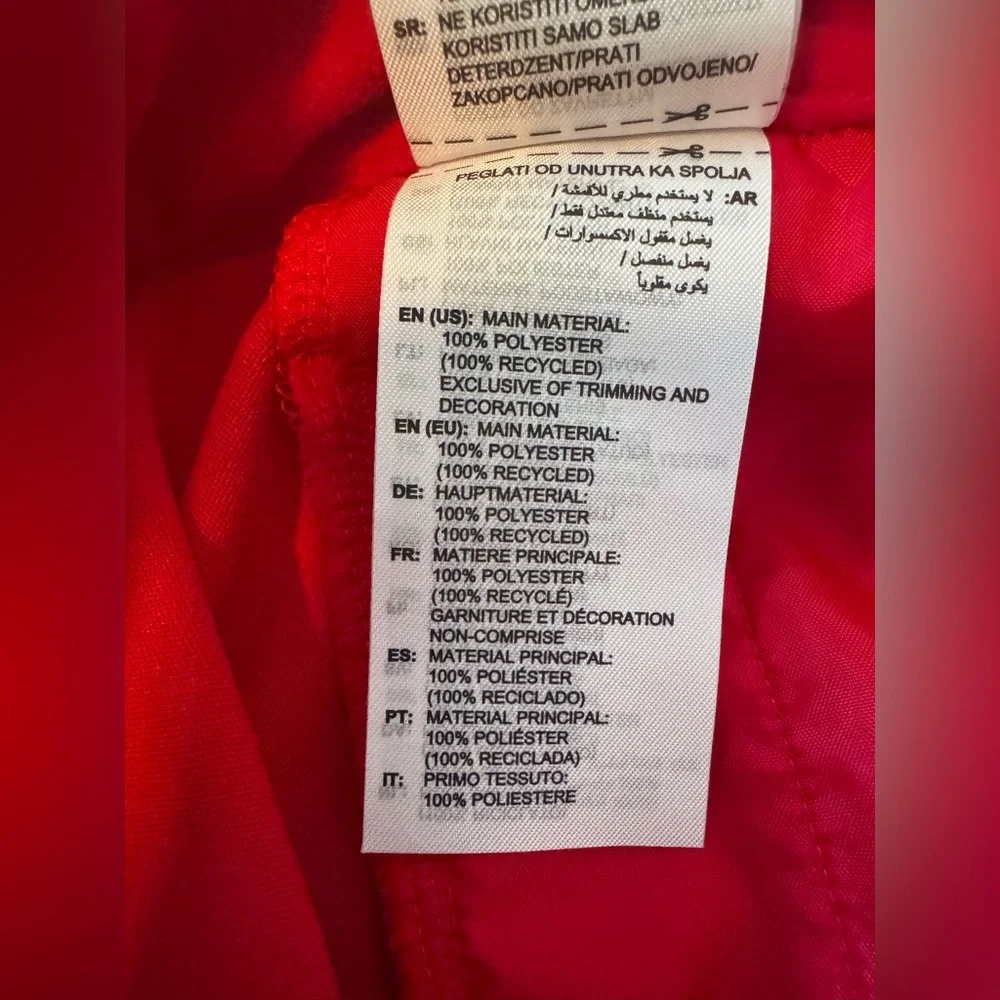 SR: NE KORISTITI
KORISTITI SAMO SLAB
DETERDZENT/PRATI
ZAKOPCANO/PRATI ODVOJENO/
PEGLATI OD UNUTRA KA SPOLJA
AR: لا يستخدم مطري للأقمشة /
يستخدم منظف معتدل فقط /
يغسل مقفول الاكسسوارات /
يغسل منفصل /
يكوى مقلوباً
EN (US): MAIN MATERIAL:
100% POLYESTER
(100% RECYCLED)
EXCLUSIVE OF TRIMMING AND
DECORATION
EN (EU): MAIN MATERIAL:
100% POLYESTER
(100% RECYCLED)
DE: HAUPTMATERIAL:
100% POLYESTER
(100% RECYCLED)
FR: MATIERE PRINCIPALE:
100% POLYESTER
(100% RECYCLÉ)
GARNITURE ET DÉCORATION
NON-COMPRISE
ES: MATERIAL PRINCIPAL:
100% POLIÉSTER
(100% RECICLADO)
PT: MATERIAL PRINCIPAL:
100% POLIÉSTER
(100% RECICLADA)
IT: PRIMO TESSUTO:
100% POLIESTERE